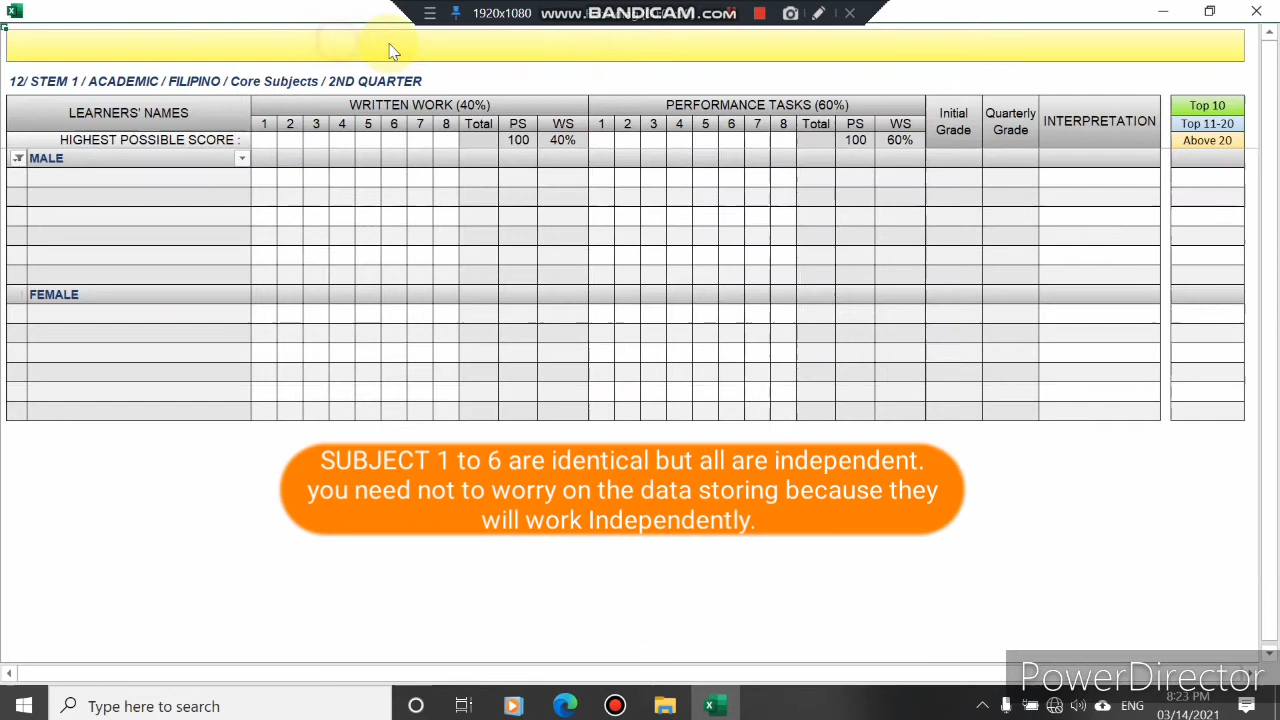 1920x1080
www.BANDICAM.com
12/ STEM 1 / ACADEMIC / FILIPINO / Core Subjects / 2ND QUARTER
LEARNERS' NAMES
WRITTEN WORK (40%)
PERFORMANCE TASKS (60%)
Initial Grade
Quarterly Grade
INTERPRETATION
Top 10
1 2 3 4 5 6 7 8 Total PS WS
1 2 3 4 5 6 7 8 Total PS WS
Top 11-20
HIGHEST POSSIBLE SCORE :
100 40%
100 60%
Above 20
MALE
FEMALE
SUBJECT 1 to 6 are identical but all are independent.
you need not to worry on the data storing because they
will work Independently.
PowerDirector
Type here to search
ENG
8:23 PM
03/14/2021